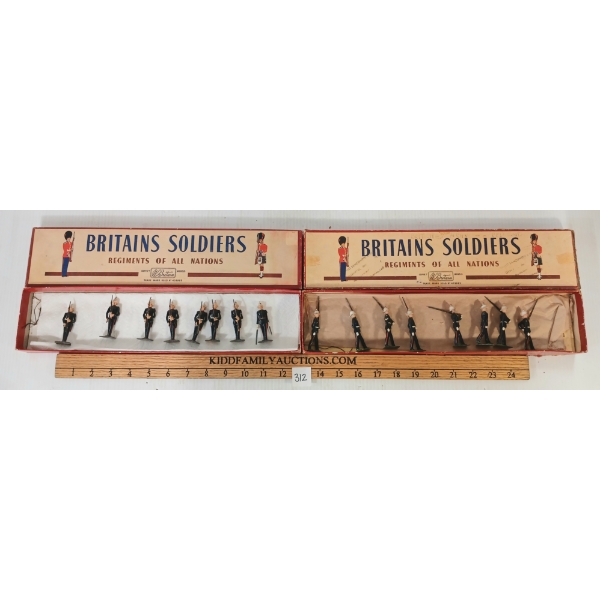 BRITAINS SOLDIERS
REGIMENTS OF ALL NATIONS
Britains
BRITAINS SOLDIERS
REGIMENTS OF ALL NATIONS
Britains
KIDDFAMILYAUCTIONS.COM
1 2 3 4 5 6 7 8 9 10 11 12 312 14 15 16 17 18 19 20 21 22 23 24